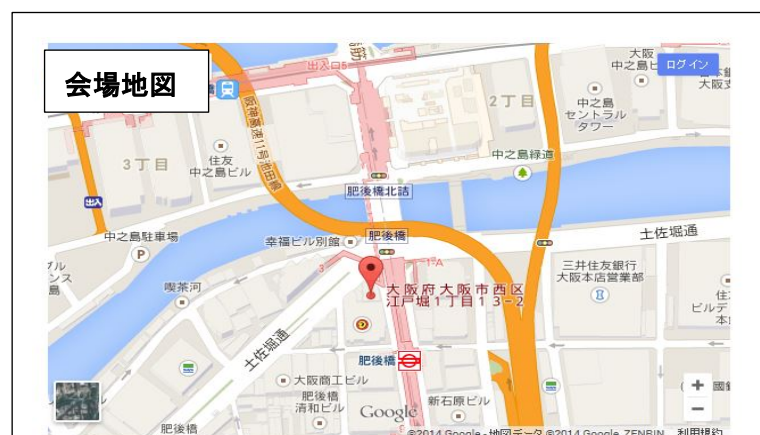 会場地図
出入口5
大阪
中之島ビ
ログイン
大阪支
阪神高速11号池田線
2丁目
中之島
セントラル
タワー
3丁目
住友
中之島ビル
中之島緑道
肥後橋北詰
出入
中之島駐車場
P
幸福ビル別館
肥後橋
土佐堀通
3
1-A
三井住友銀行
大阪本店営業部
喫茶河
大阪府大阪市西区
江戸堀1丁目13-2
ビルデ
土佐堀通
肥後橋
大阪商工ビル
肥後橋
清和ビル
Google
新石原ビル
肥後橋
+
−
©2014 Google - 地図データ ©2014 Google, ZENRIN
利用規約